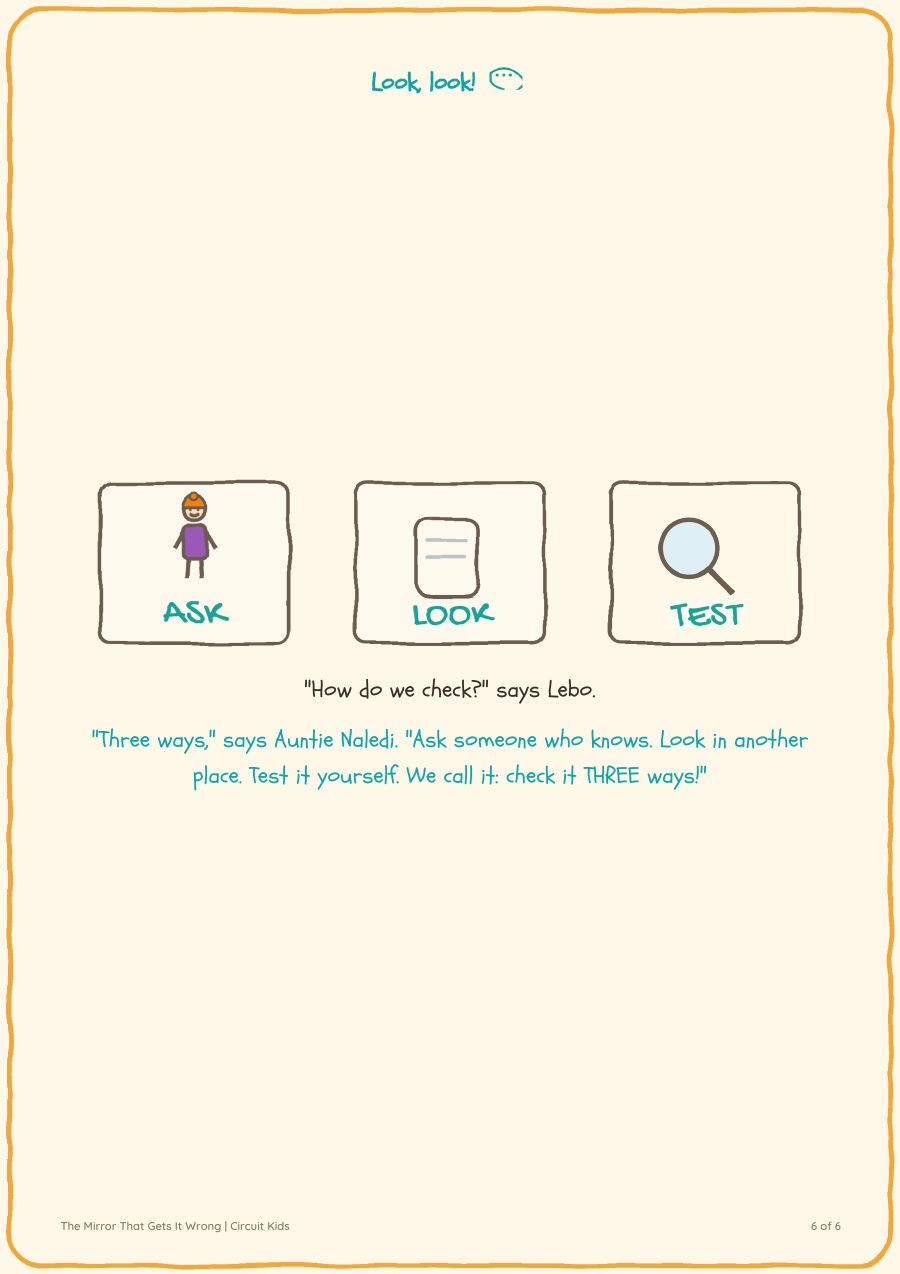 Look, look!
ASK
LOOK
TEST
"How do we check?" says Lebo.
"Three ways," says Auntie Naledi. "Ask someone who knows. Look in another
place. Test it yourself. We call it: check it THREE ways!"
The Mirror That Gets It Wrong | Circuit Kids
6 of 6